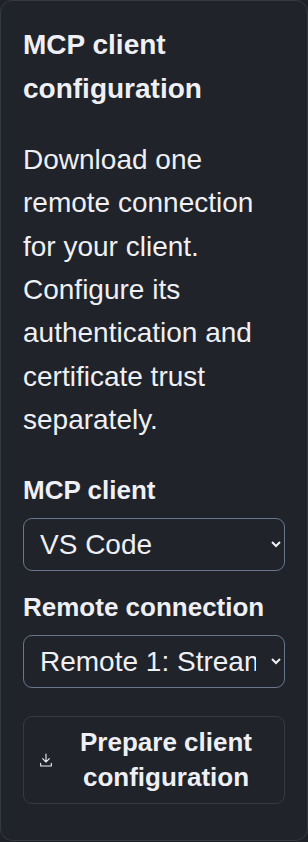 MCP client
configuration
Download one
remote connection
for your client.
Configure its
authentication and
certificate trust
separately.
MCP client
VS Code
Remote connection
Remote 1: Stream
Prepare client
configuration